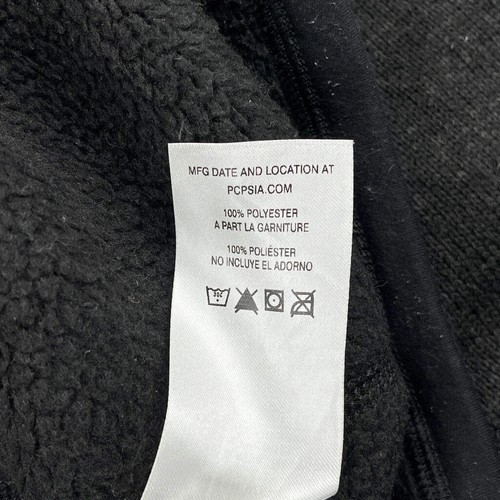 MFG DATE AND LOCATION AT
PCPSIA.COM
100% POLYESTER
A PART LA GARNITURE
100% POLIÉSTER
NO INCLUYE EL ADORNO